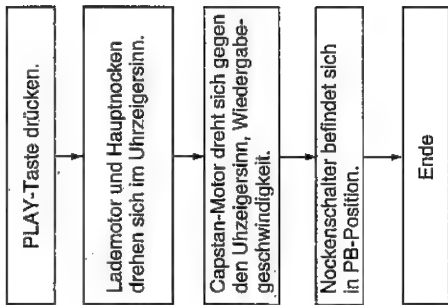 PLAY-Taste drücken.
Lademotor und Hauptnocken
drehen sich im Uhrzeigersinn.
Capstan-Motor dreht sich gegen
den Uhzeigersinn, Wiedergabe-
geschwindigkeit.
Nockenschalter befindet sich
in PB-Position.
Ende